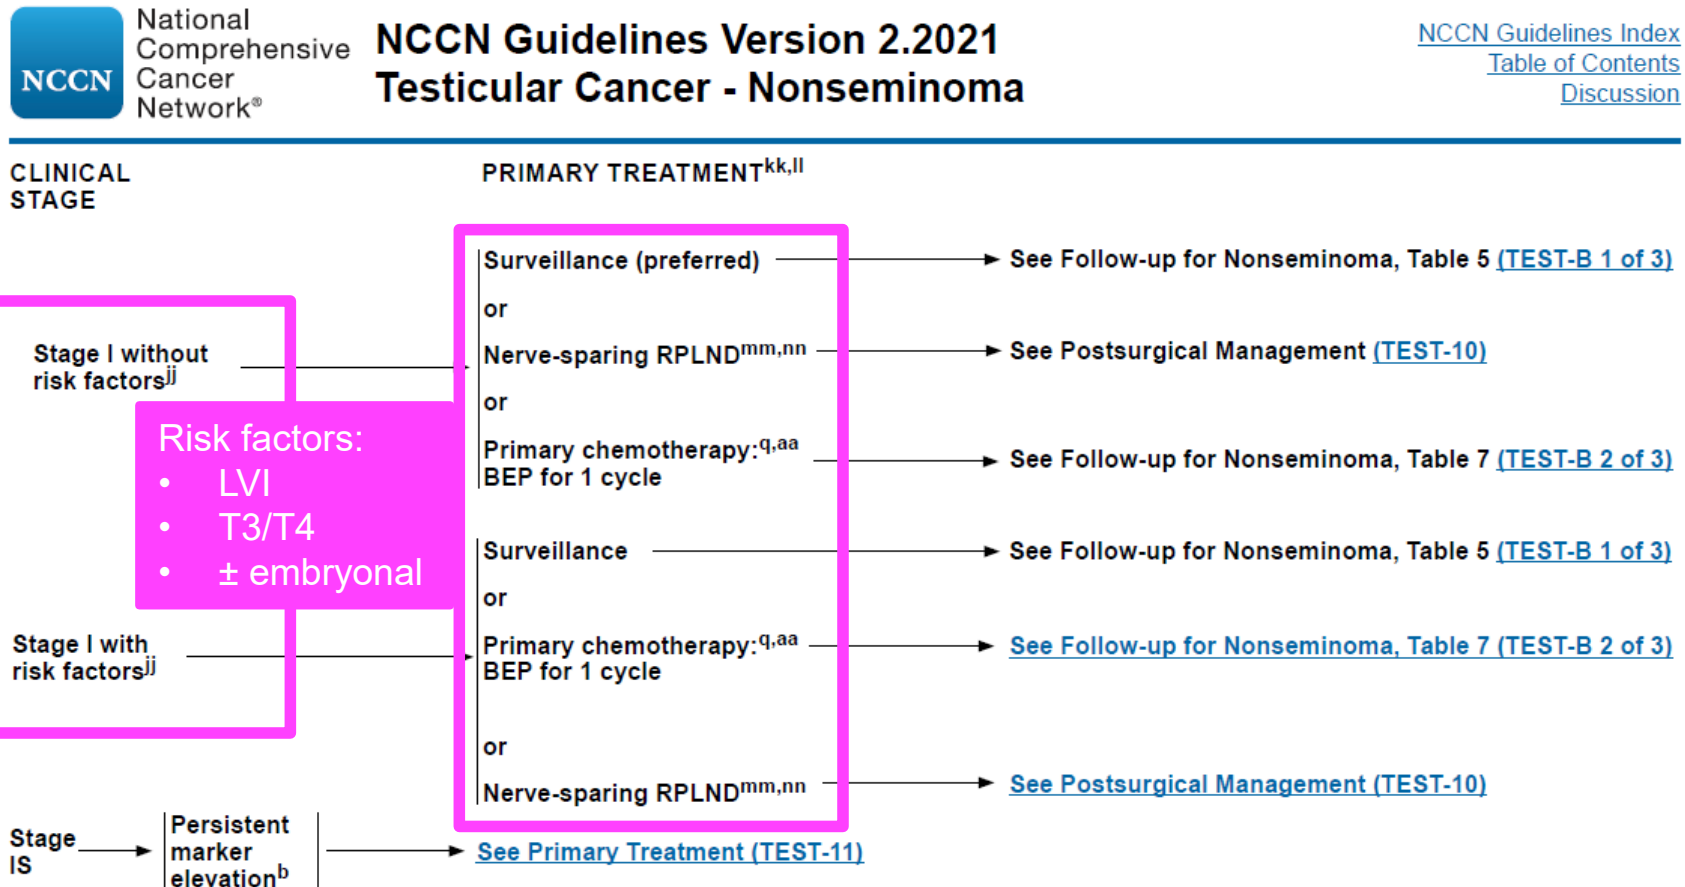 National
Comprehensive
Cancer
Network®
NCCN
NCCN Guidelines Version 2.2021
Testicular Cancer - Nonseminoma
NCCN Guidelines Index
Table of Contents
Discussion
CLINICAL
STAGE
PRIMARY TREATMENTkk,ll
Surveillance (preferred)
See Follow-up for Nonseminoma, Table 5 (TEST-B 1 of 3)
or
Stage I without
risk factorsjj
Nerve-sparing RPLNDmm,nn
See Postsurgical Management (TEST-10)
or
Primary chemotherapy:q,aa
BEP for 1 cycle
See Follow-up for Nonseminoma, Table 7 (TEST-B 2 of 3)
Risk factors:
• LVI
• T3/T4
• ± embryonal
Surveillance
See Follow-up for Nonseminoma, Table 5 (TEST-B 1 of 3)
or
Stage I with
risk factorsjj
Primary chemotherapy:q,aa
BEP for 1 cycle
See Follow-up for Nonseminoma, Table 7 (TEST-B 2 of 3)
or
Nerve-sparing RPLNDmm,nn
See Postsurgical Management (TEST-10)
Stage
IS
Persistent
marker
elevationb
See Primary Treatment (TEST-11)